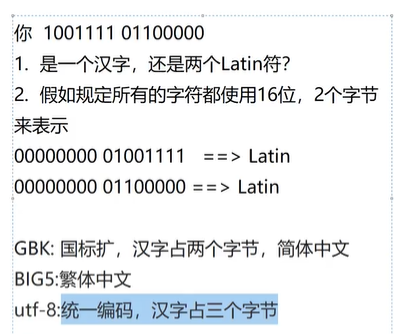 你 1001111 01100000
1. 是一个汉字，还是两个Latin符？
2. 假如规定所有的字符都使用16位，2个字节
来表示
00000000 01001111 ==> Latin
00000000 01100000 ==> Latin
GBK: 国标扩，汉字占两个字节，简体中文
BIG5:繁体中文
utf-8:统一编码，汉字占三个字节